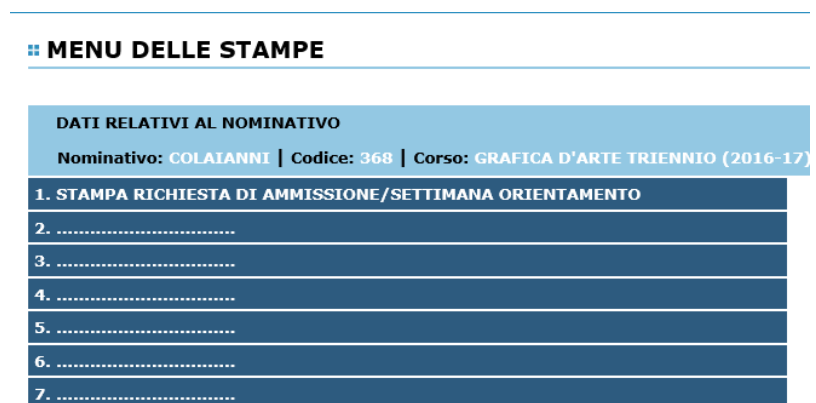 MENU DELLE STAMPE
DATI RELATIVI AL NOMINATIVO
Nominativo: COLAIANNI | Codice: 368 | Corso: GRAFICA D'ARTE TRIENNIO (2016-17)
1. STAMPA RICHIESTA DI AMMISSIONE/SETTIMANA ORIENTAMENTO
2. ................................
3. ................................
4. ................................
5. ................................
6. ................................
7. ................................